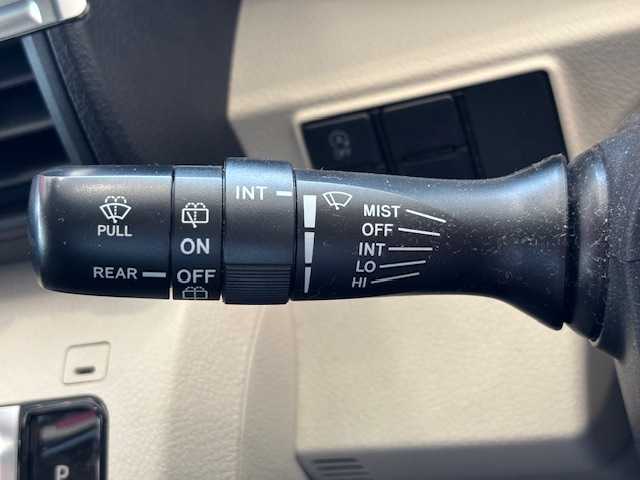 PULL
REAR
ON
OFF
INT
MIST
OFF
INT
LO
HI
P